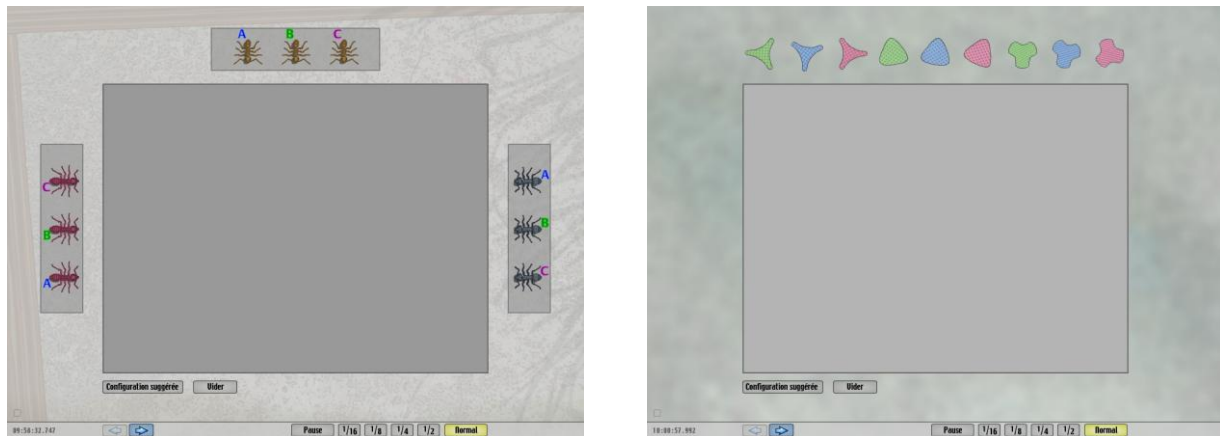 A B C
C
B
A
A
B
C
Configuration suggérée Vider
09:58:32.747 Pause 1/16 1/8 1/4 1/2 Normal
Configuration suggérée Vider
10:00:57.992 Pause 1/16 1/8 1/4 1/2 Normal